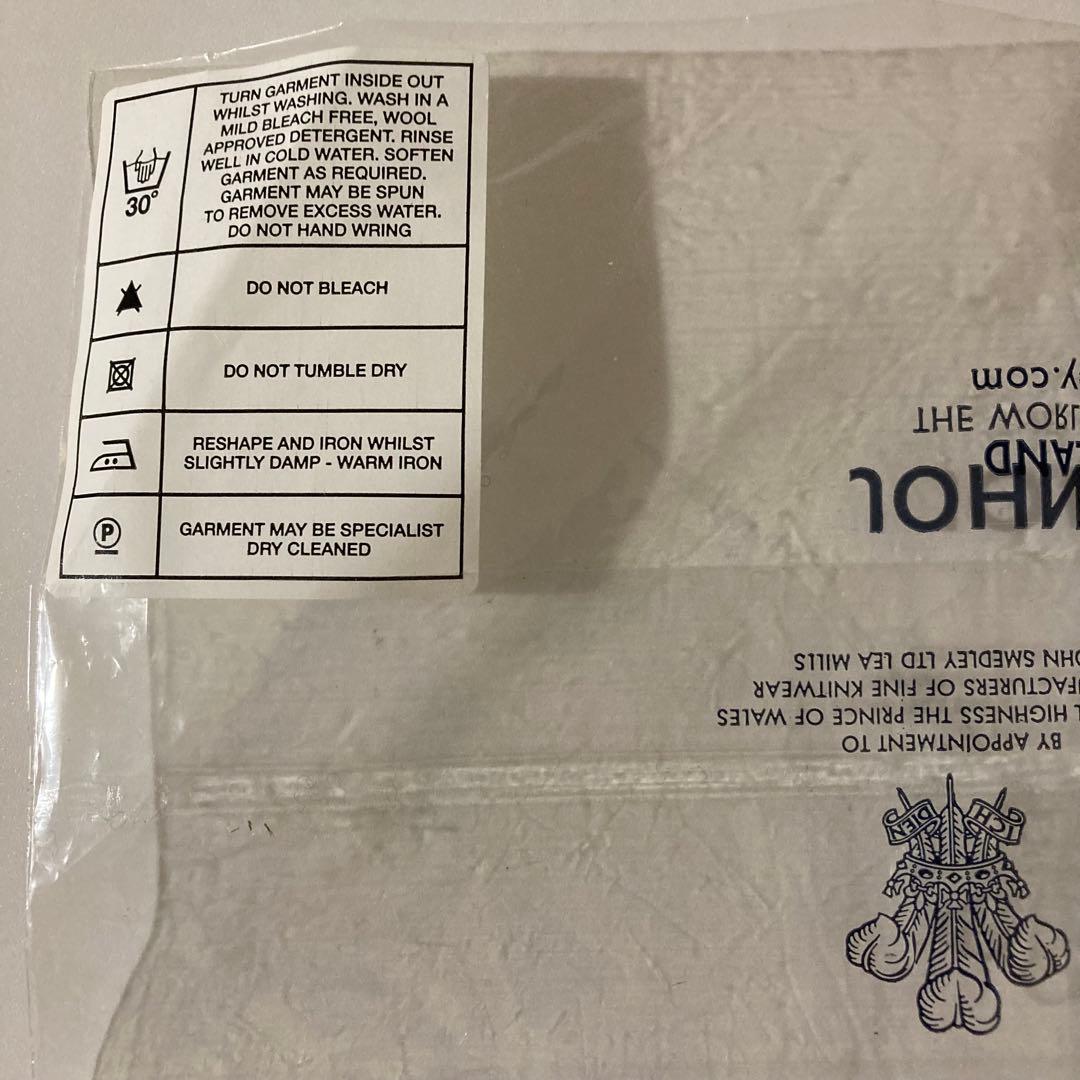 30°
TURN GARMENT INSIDE OUT
WHILST WASHING. WASH IN A
MILD BLEACH FREE, WOOL
APPROVED DETERGENT. RINSE
WELL IN COLD WATER. SOFTEN
GARMENT AS REQUIRED.
GARMENT MAY BE SPUN
TO REMOVE EXCESS WATER.
DO NOT HAND WRING
DO NOT BLEACH
DO NOT TUMBLE DRY
RESHAPE AND IRON WHILST
SLIGHTLY DAMP - WARM IRON
P
GARMENT MAY BE SPECIALIST
DRY CLEANED
ICH DIEN
BY APPOINTMENT TO
HIGHNESS THE PRINCE OF WALES
OF FINE KNITWEAR
SMEDLEY LTD LEA MILLS
JOHN
THE
.com